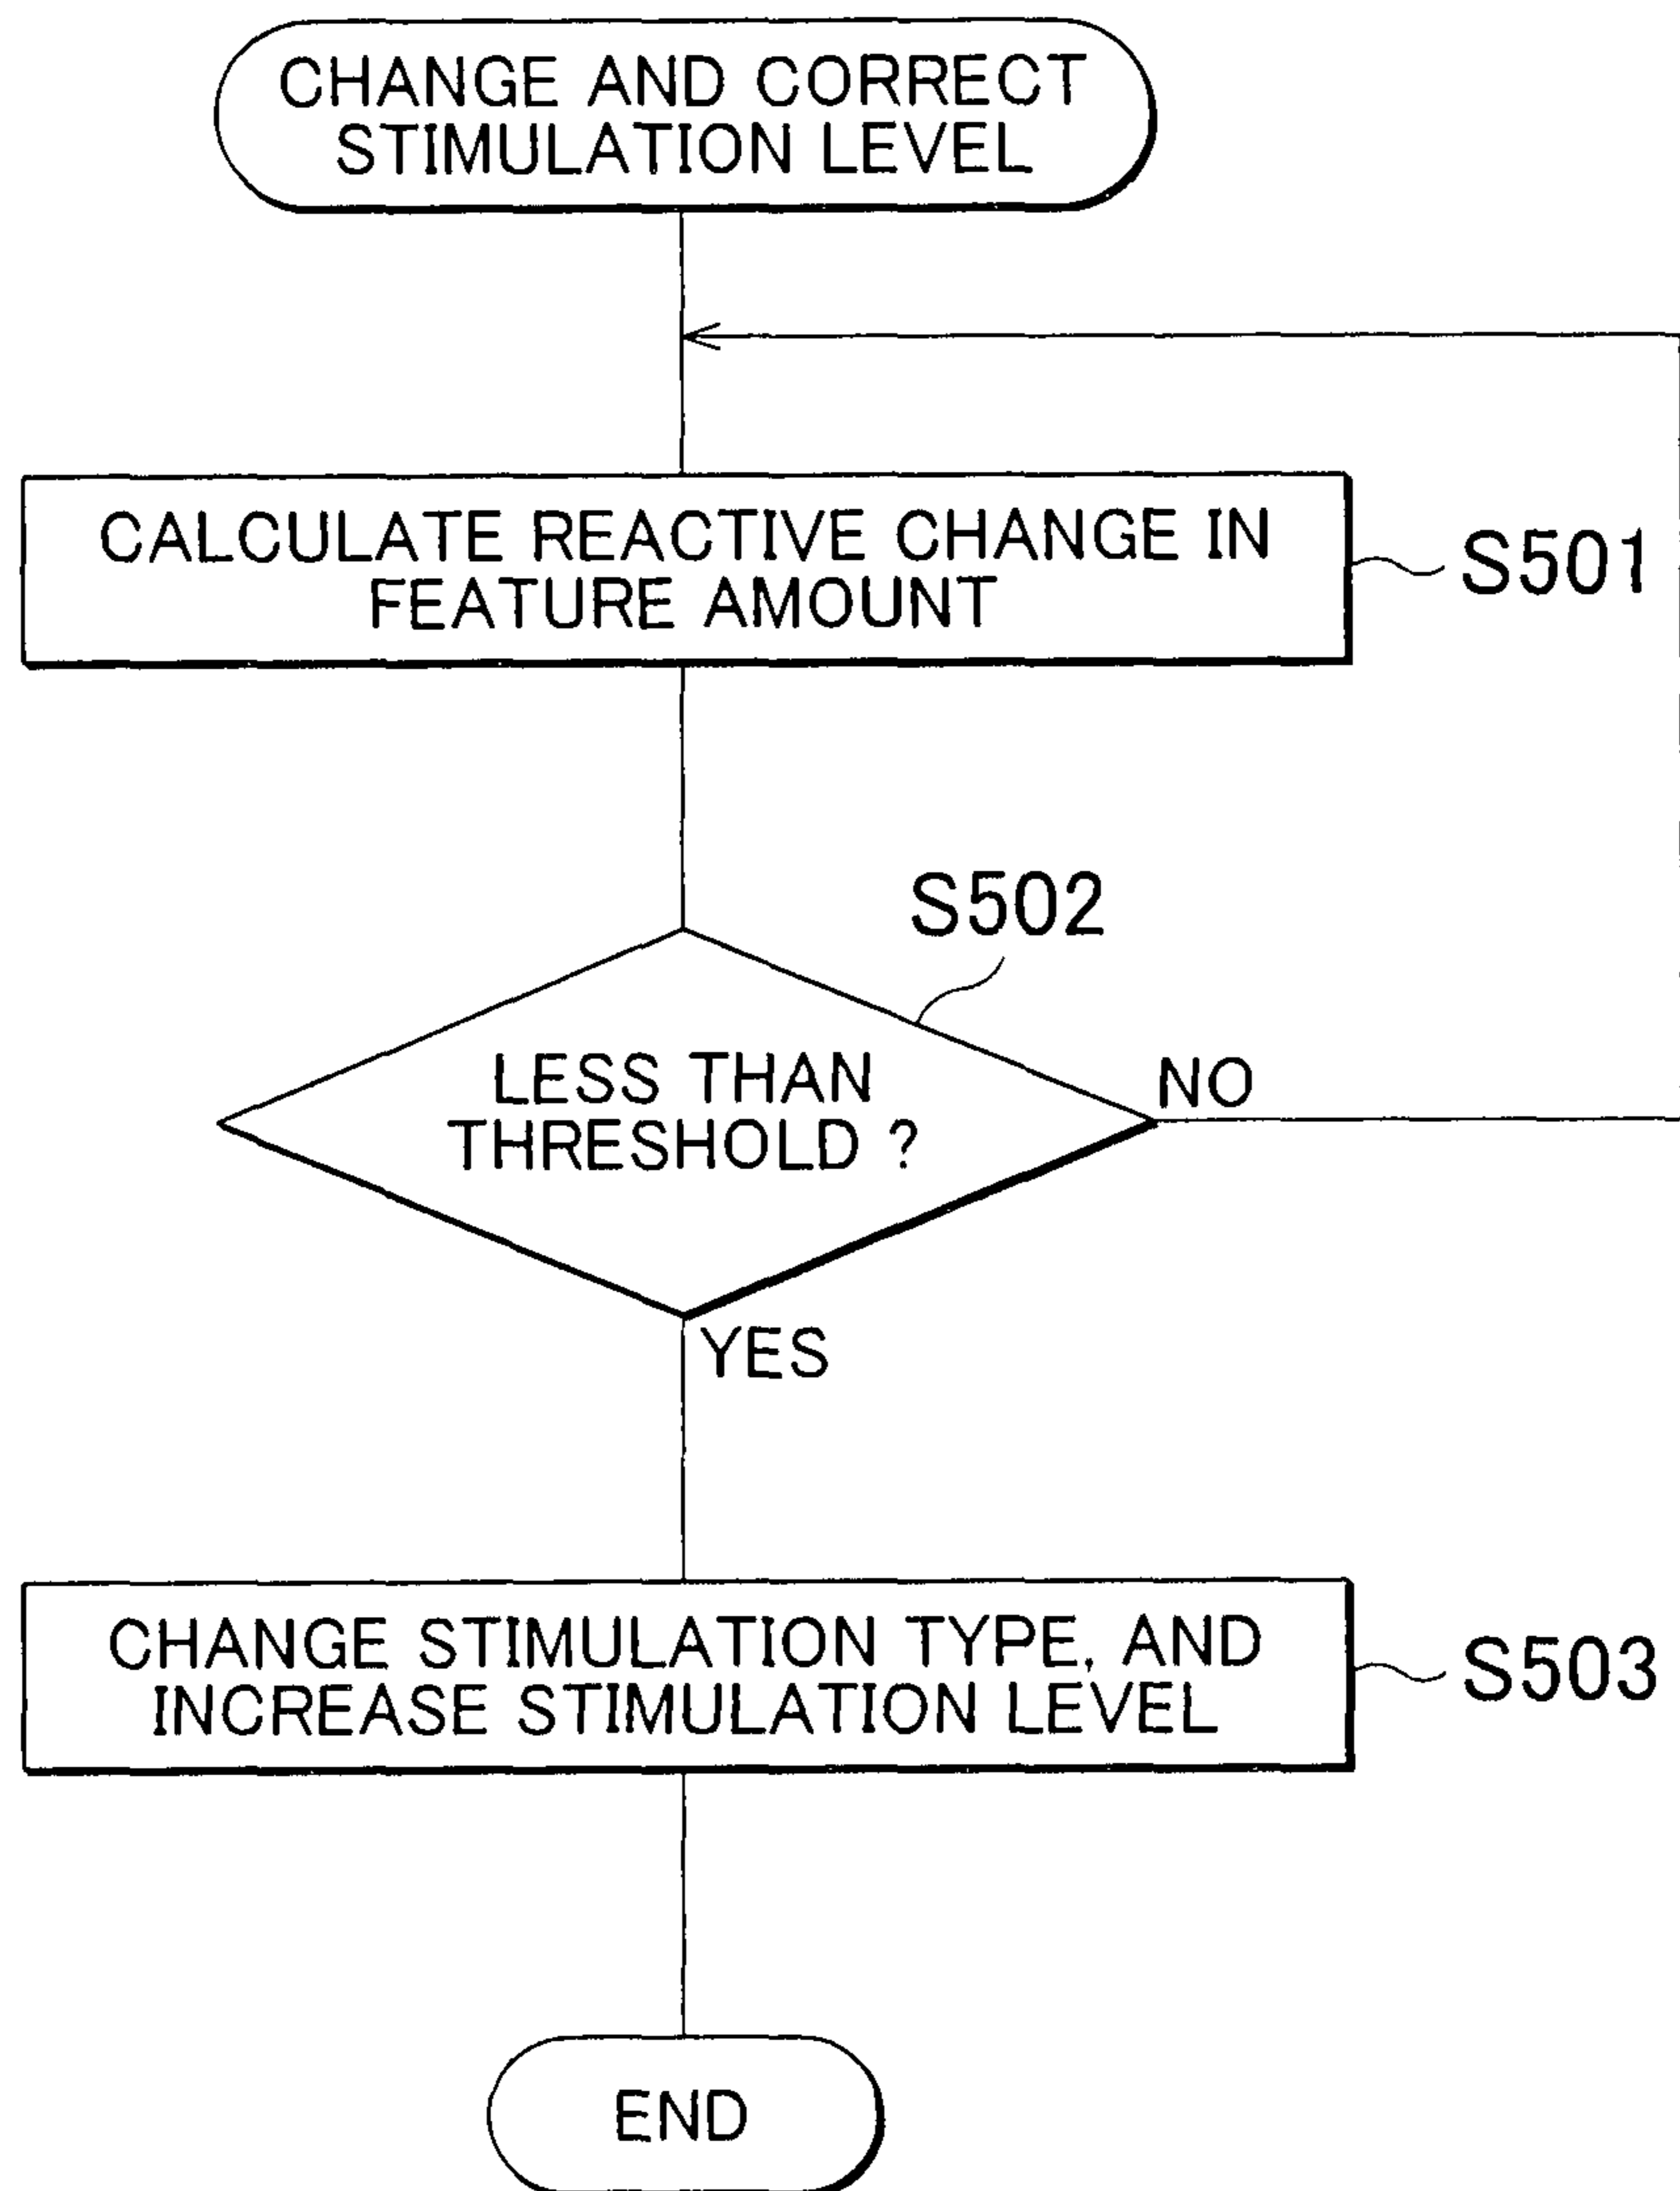 CHANGE AND CORRECT
STIMULATION LEVEL
CALCULATE REACTIVE CHANGE IN
FEATURE AMOUNT
S501
S502
LESS THAN
THRESHOLD ?
NO
YES
CHANGE STIMULATION TYPE, AND
INCREASE STIMULATION LEVEL
S503
END